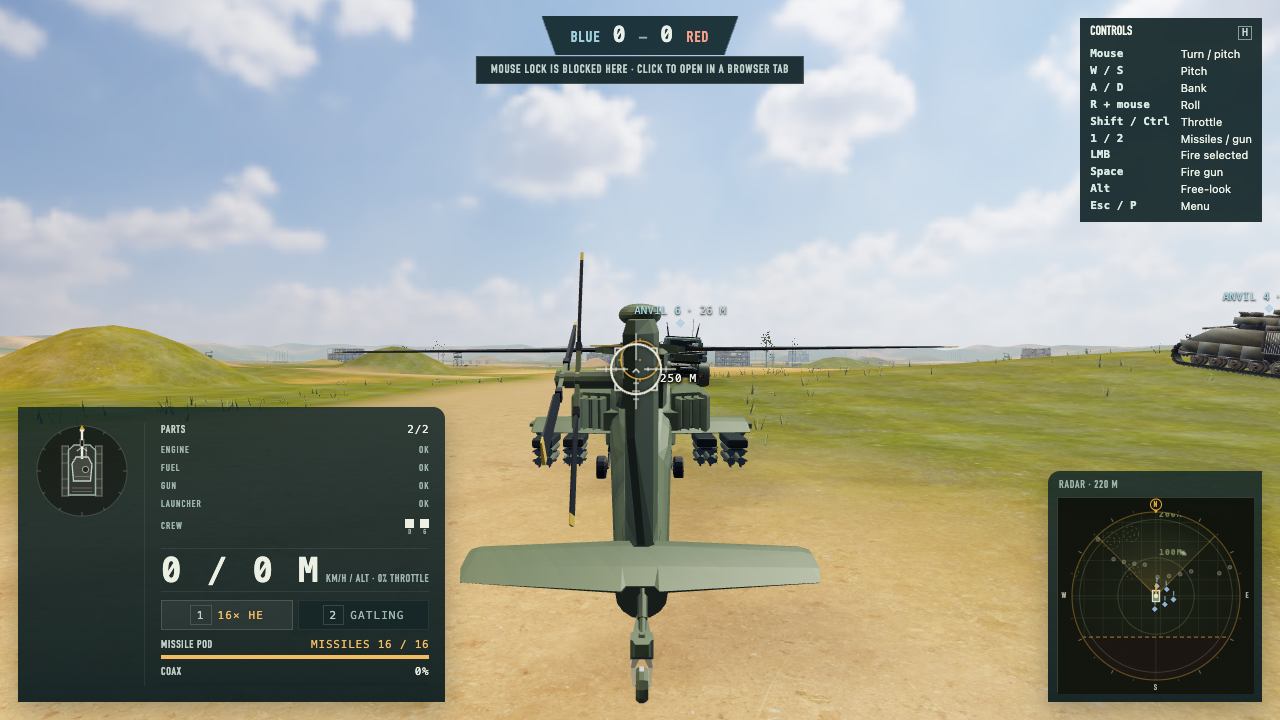 BLUE 0 — 0 RED
MOUSE LOCK IS BLOCKED HERE · CLICK TO OPEN IN A BROWSER TAB
CONTROLS H
Mouse Turn / pitch
W / S Pitch
A / D Bank
R + mouse Roll
Shift / Ctrl Throttle
1 / 2 Missiles / gun
LMB Fire selected
Space Fire gun
Alt Free-look
Esc / P Menu
ANVIL 6 · 26 M
ANVIL 4 ·
250 M
PARTS 2/2
ENGINE OK
FUEL OK
GUN OK
LAUNCHER OK
CREW
D G
0 / 0 M KM/H / ALT · 0% THROTTLE
1 16× HE 2 GATLING
MISSILE POD MISSILES 16 / 16
COAX 0%
RADAR · 220 M
N
200M
100M
W E
S